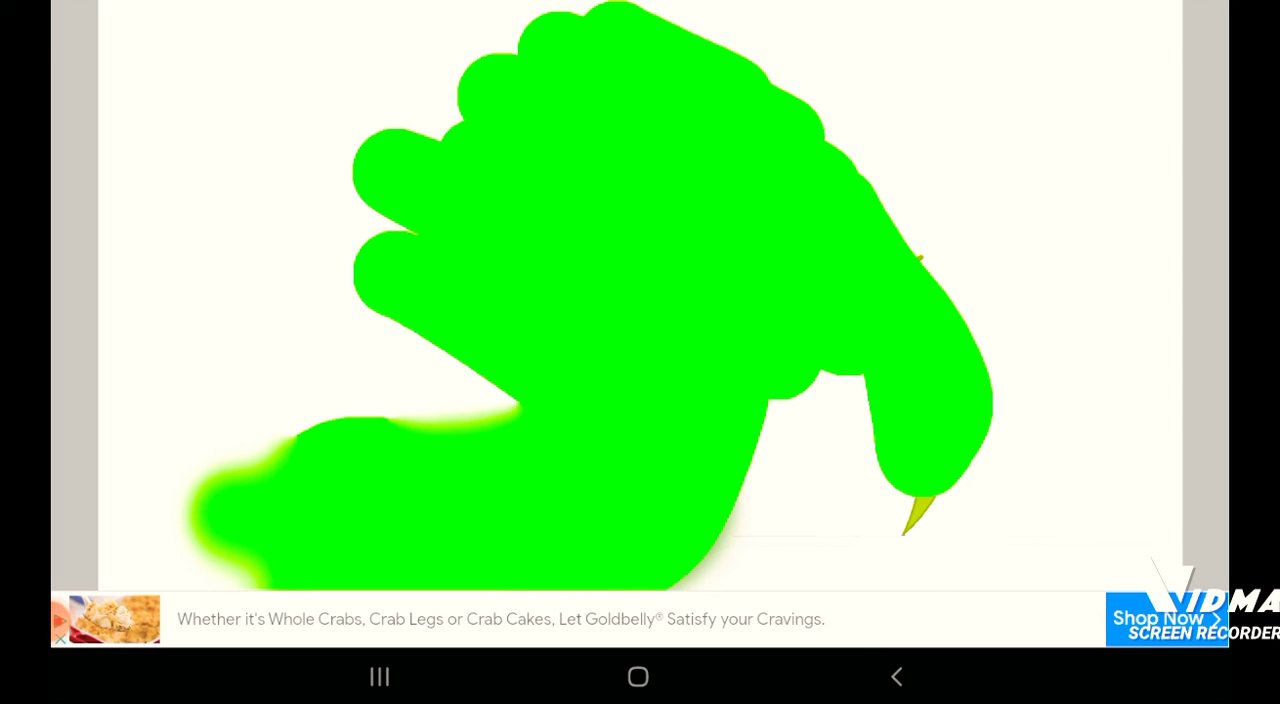 Whether it's Whole Crabs, Crab Legs or Crab Cakes, Let Goldbelly® Satisfy your Cravings.
Shop Now
VIDMA
SCREEN RECORDER